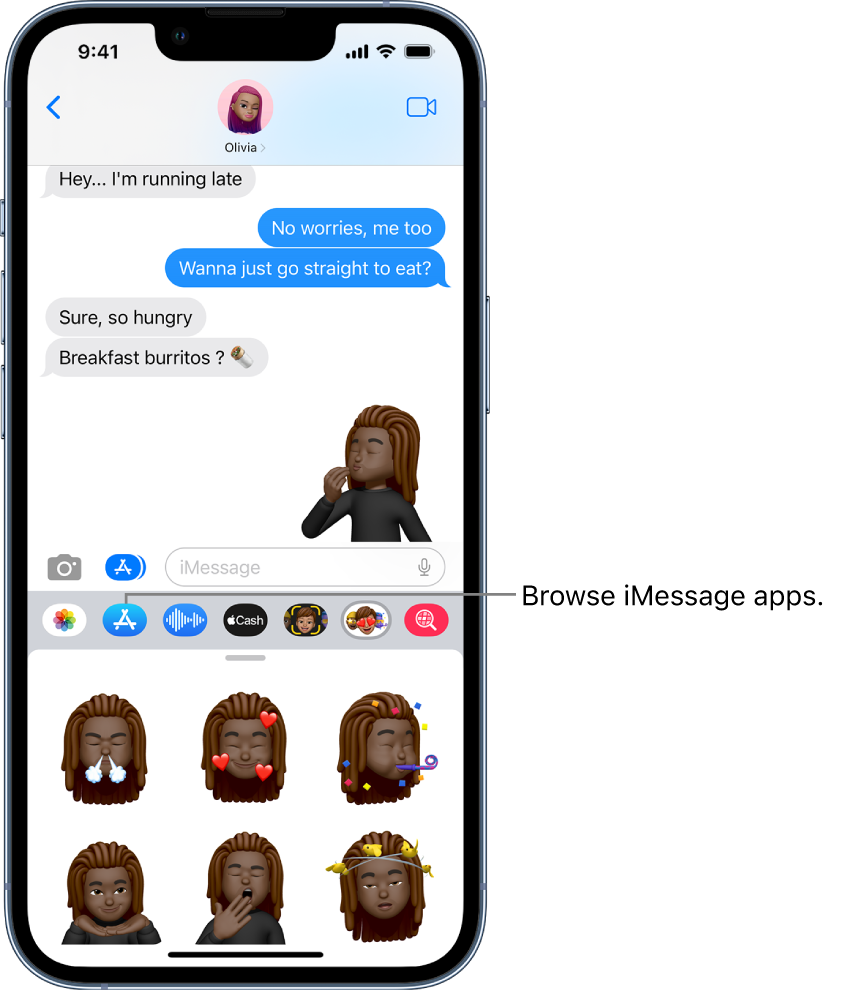 9:41
Olivia
Hey... I'm running late
No worries, me too
Wanna just go straight to eat?
Sure, so hungry
Breakfast burritos ? 🌯
iMessage
Cash
Browse iMessage apps.